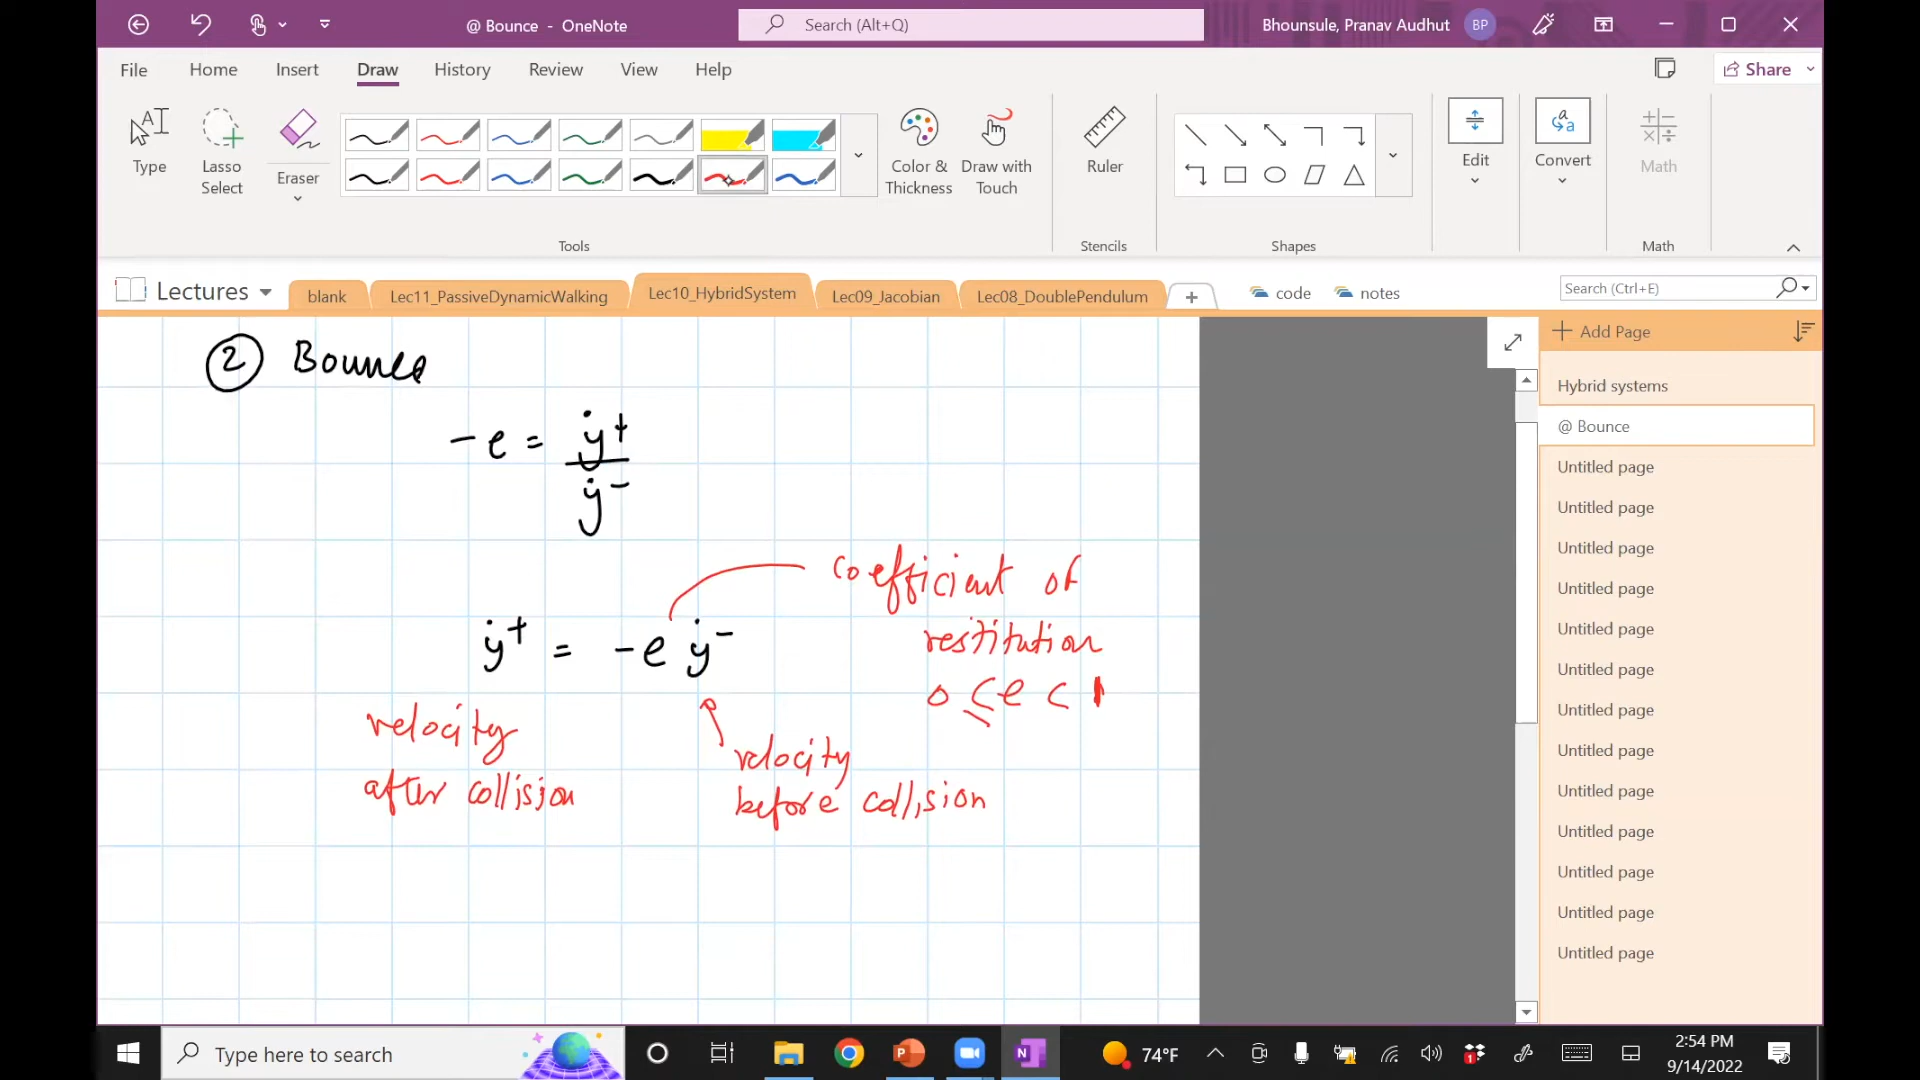 @ Bounce - OneNote
Search (Alt+Q)
Bhounsule, Pranav Audhut
BP
File
Home
Insert
Draw
History
Review
View
Help
Share
Type
Lasso
Select
Eraser
Color &
Thickness
Draw with
Touch
Ruler
Edit
Convert
Math
Tools
Stencils
Shapes
Math
Lectures
blank
Lec11_PassiveDynamicWalking
Lec10_HybridSystem
Lec09_Jacobian
Lec08_DoublePendulum
code
notes
Search (Ctrl+E)
Add Page
Hybrid systems
@ Bounce
Untitled page
Untitled page
Untitled page
Untitled page
Untitled page
Untitled page
Untitled page
Untitled page
Untitled page
Untitled page
Untitled page
Untitled page
Untitled page
② Bounce
-e = ẏ⁺
ẏ⁻
coefficient of
restitution
0 ≤ e < 1
ẏ⁺ = -e ẏ⁻
velocity
after collision
velocity
before collision
Type here to search
74°F
2:54 PM
9/14/2022